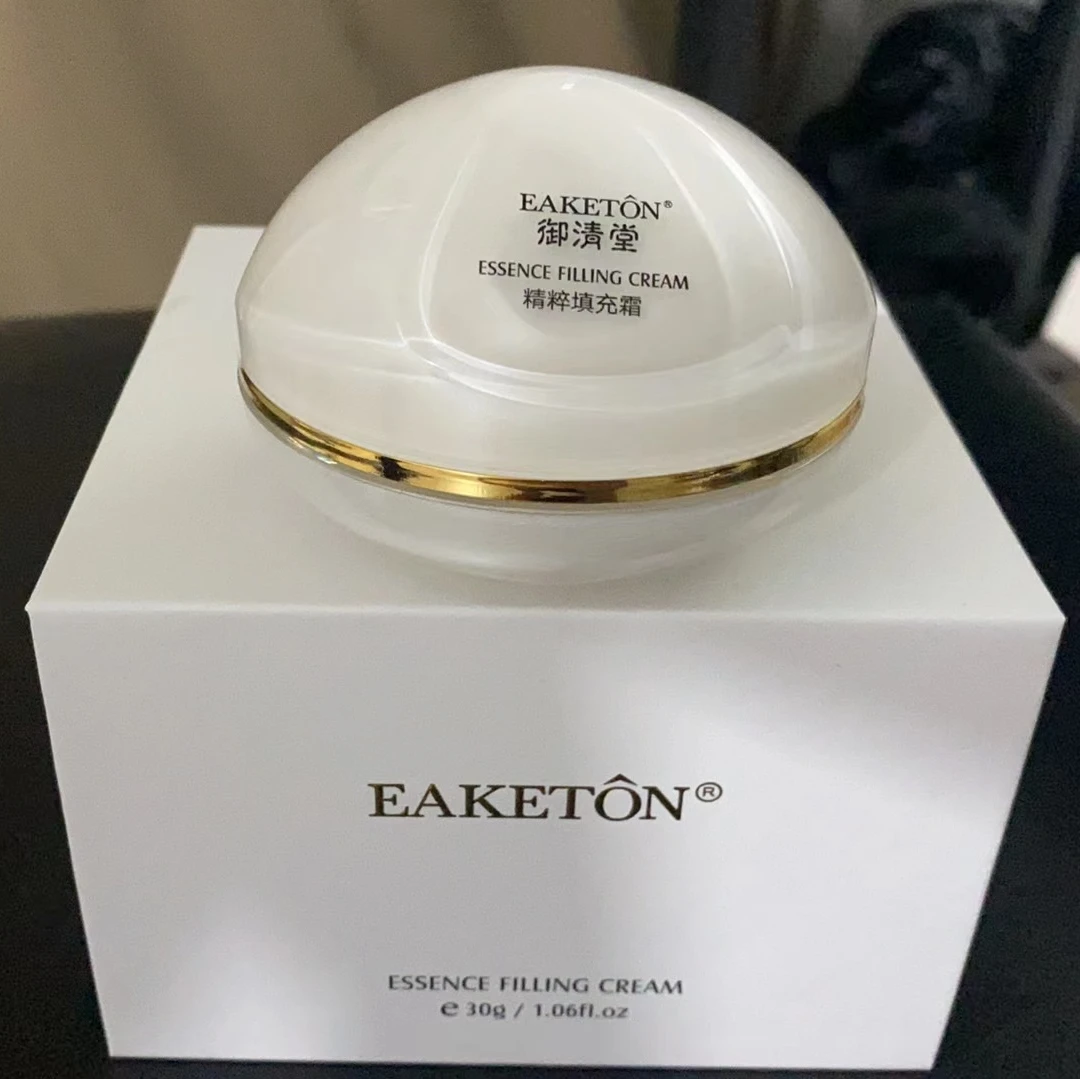 EAKETÔN®
御清堂
ESSENCE FILLING CREAM
精粹填充霜
EAKETÔN®
ESSENCE FILLING CREAM
e 30g / 1.06fl.oz